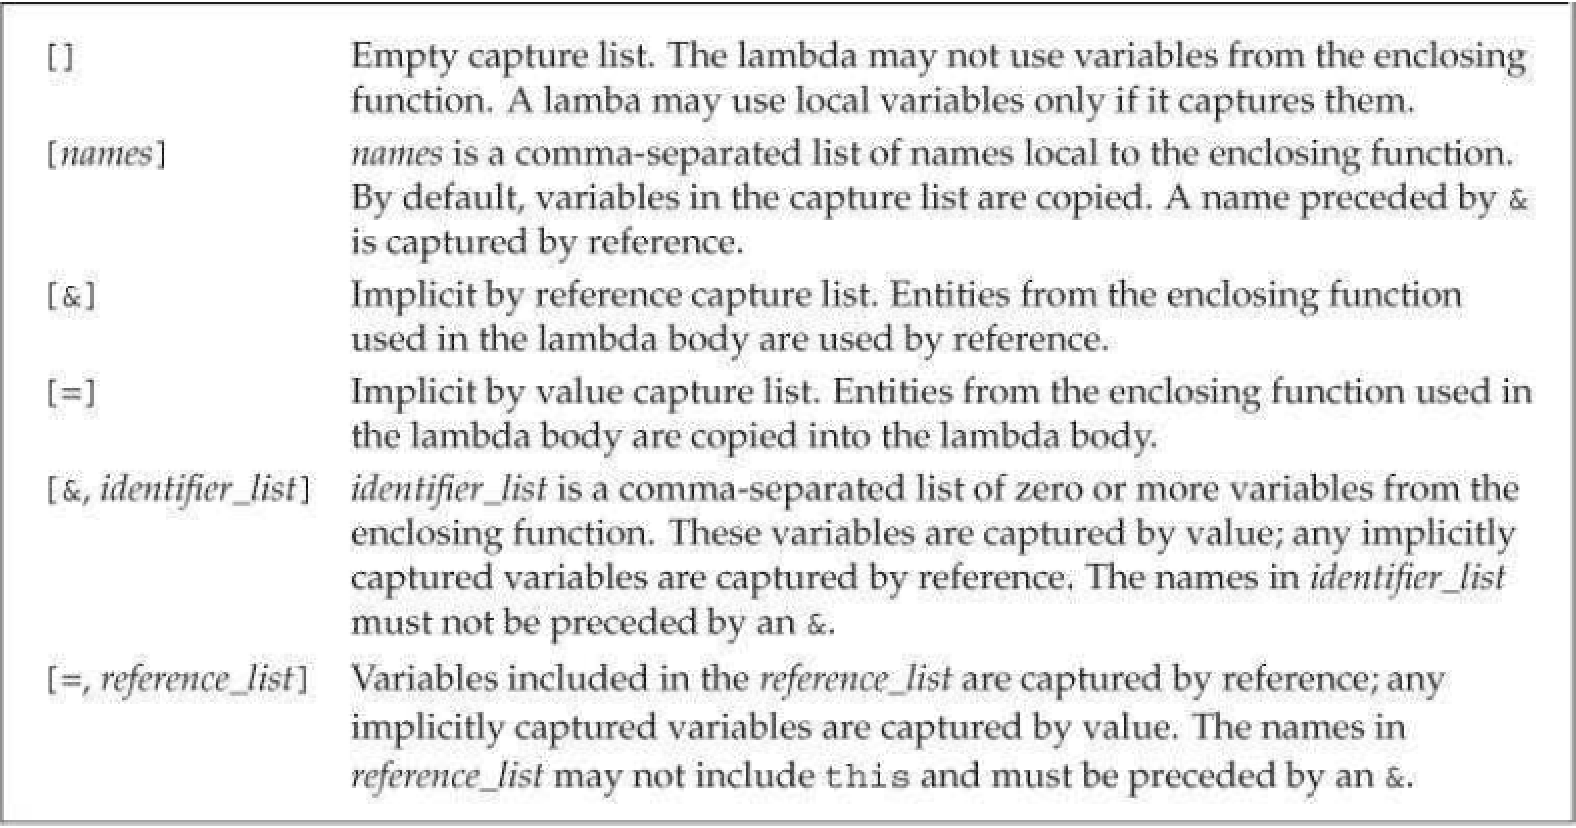 [] Empty capture list. The lambda may not use variables from the enclosing
function. A lamba may use local variables only if it captures them.
[names] names is a comma-separated list of names local to the enclosing function.
By default, variables in the capture list are copied. A name preceded by &
is captured by reference.
[&] Implicit by reference capture list. Entities from the enclosing function
used in the lambda body are used by reference.
[=] Implicit by value capture list. Entities from the enclosing function used in
the lambda body are copied into the lambda body.
[&, identifier_list] identifier_list is a comma-separated list of zero or more variables from the
enclosing function. These variables are captured by value; any implicitly
captured variables are captured by reference. The names in identifier_list
must not be preceded by an &.
[=, reference_list] Variables included in the reference_list are captured by reference; any
implicitly captured variables are captured by value. The names in
reference_list may not include this and must be preceded by an &.